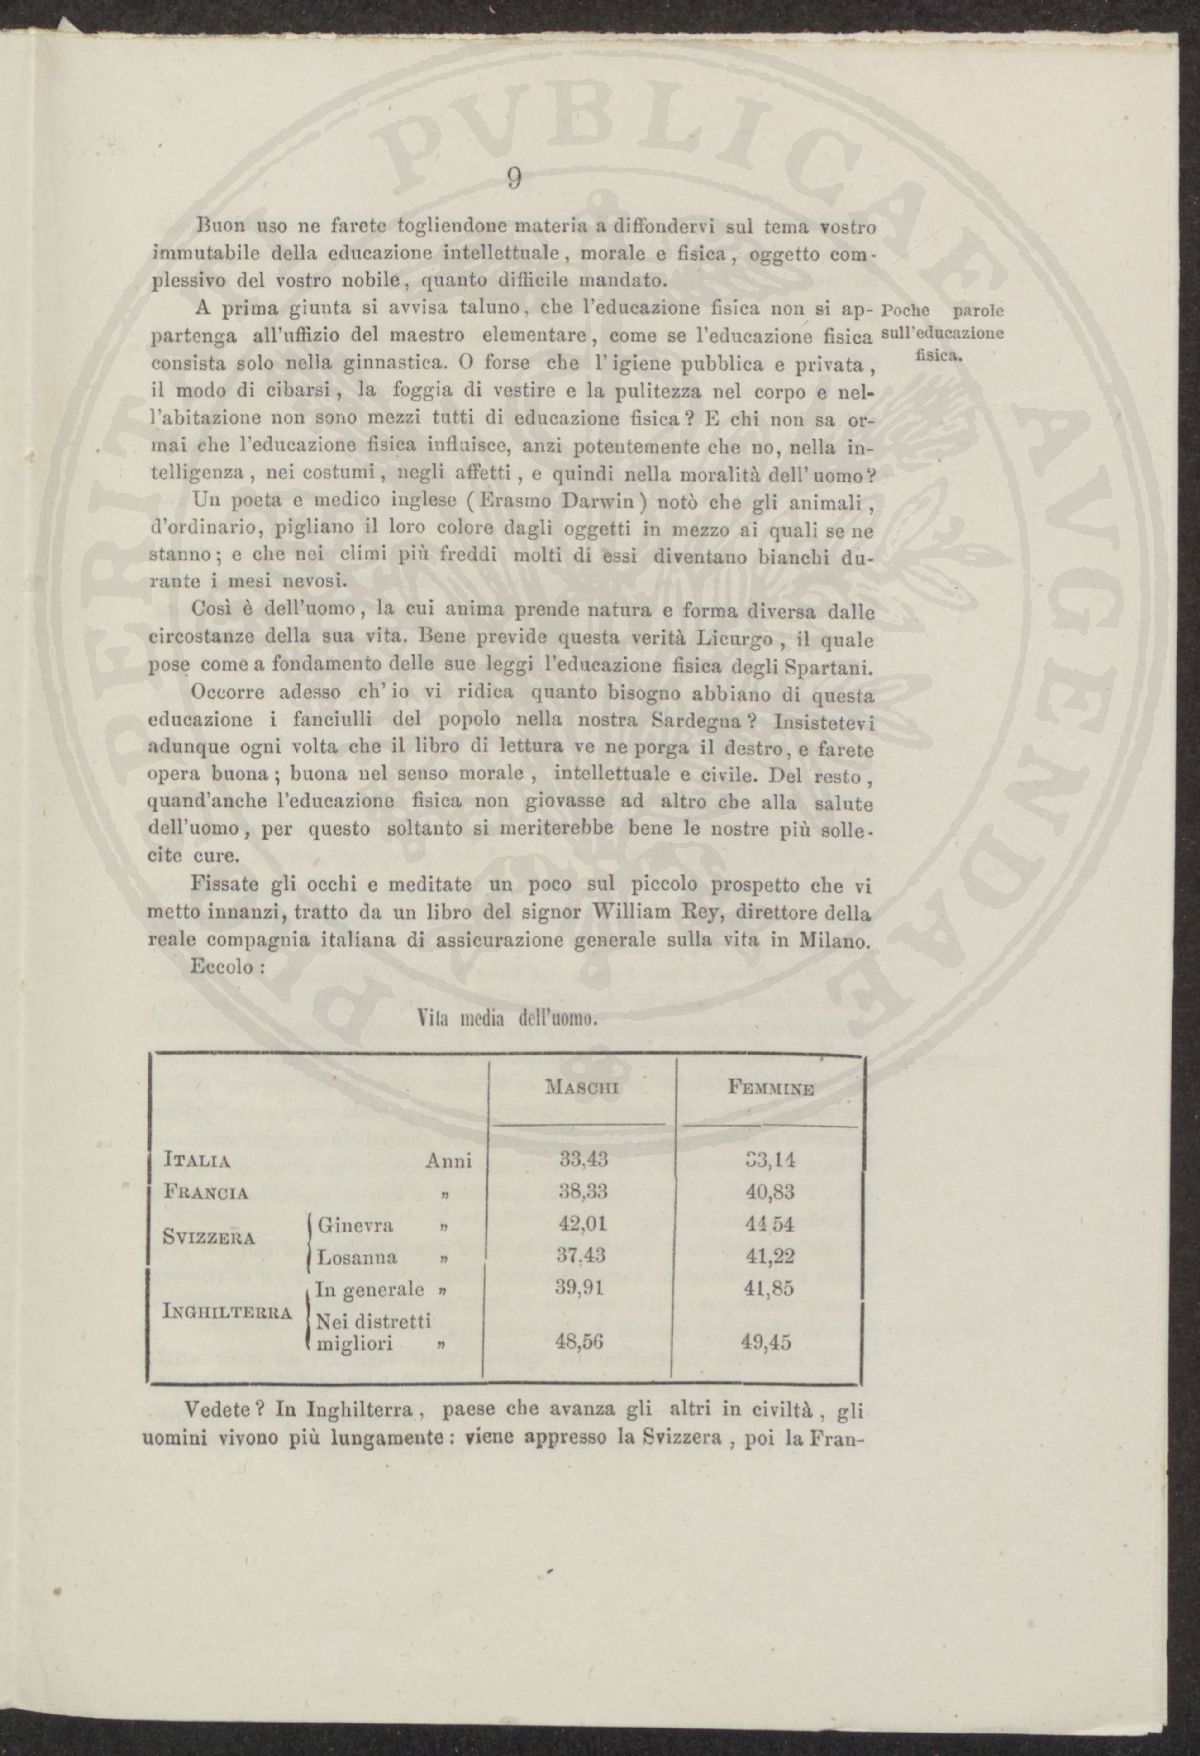 9
Buon uso ne farete togliendone materia a diffondervi sul tema vostro
immutabile della educazione intellettuale, morale e fisica, oggetto com-
plessivo del vostro nobile, quanto difficile mandato.
A prima giunta si avvisa taluno, che l'educazione fisica non si ap-
partenga all'uffizio del maestro elementare, come se l'educazione fisica
consista solo nella ginnastica. O forse che l'igiene pubblica e privata,
il modo di cibarsi, la foggia di vestire e la pulitezza nel corpo e nel-
l'abitazione non sono mezzi tutti di educazione fisica? E chi non sa or-
mai che l'educazione fisica influisce, anzi potentemente che no, nella in-
telligenza, nei costumi, negli affetti, e quindi nella moralità dell'uomo?
Poche parole
sull'educazione
fisica.
Un poeta e medico inglese (Erasmo Darwin) notò che gli animali,
d'ordinario, pigliano il loro colore dagli oggetti in mezzo ai quali se ne
stanno; e che nei climi più freddi molti di essi diventano bianchi du-
rante i mesi nevosi.
Così è dell'uomo, la cui anima prende natura e forma diversa dalle
circostanze della sua vita. Bene previde questa verità Licurgo, il quale
pose come a fondamento delle sue leggi l'educazione fisica degli Spartani.
Occorre adesso ch'io vi ridica quanto bisogno abbiano di questa
educazione i fanciulli del popolo nella nostra Sardegna? Insistetevi
adunque ogni volta che il libro di lettura ve ne porga il destro, e farete
opera buona; buona nel senso morale, intellettuale e civile. Del resto,
quand'anche l'educazione fisica non giovasse ad altro che alla salute
dell'uomo, per questo soltanto si meriterebbe bene le nostre più solle-
cite cure.
Fissate gli occhi e meditate un poco sul piccolo prospetto che vi
metto innanzi, tratto da un libro del signor William Rey, direttore della
reale compagnia italiana di assicurazione generale sulla vita in Milano.
Eccolo:
Vita media dell'uomo.
MASCHI FEMMINE
ITALIA Anni 33,43 33,14
FRANCIA " 38,33 40,83
SVIZZERA Ginevra " 42,01 44,54
Losanna " 37,43 41,22
INGHILTERRA In generale " 39,91 41,85
Nei distretti
migliori " 48,56 49,45
Vedete? In Inghilterra, paese che avanza gli altri in civiltà, gli
uomini vivono più lungamente: viene appresso la Svizzera, poi la Fran-
PERITIA PVBLICAE AVGENDAE